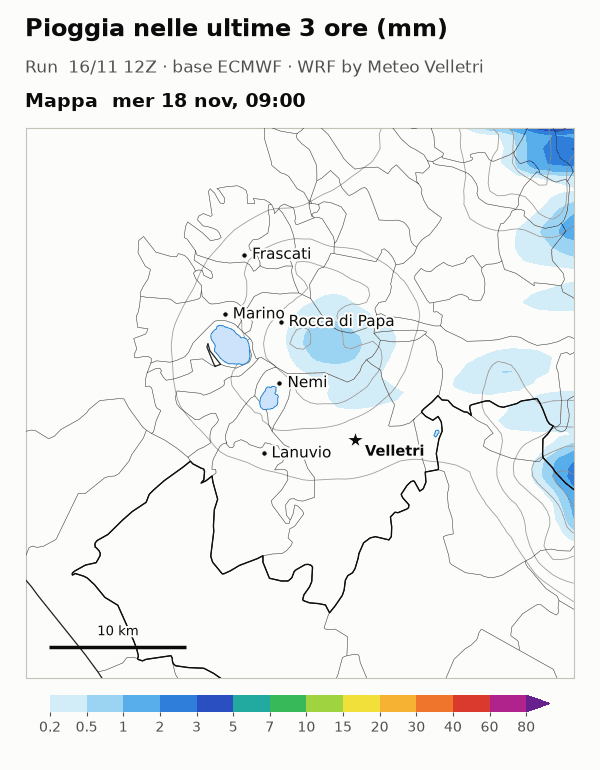 Pioggia nelle ultime 3 ore (mm)
Run  16/11 12Z · base ECMWF · WRF by Meteo Velletri
Mappa  mer 18 nov, 09:00
Frascati
Marino
Rocca di Papa
Nemi
Velletri
Lanuvio
10 km
0.2 0.5 1 2 3 5 7 10 15 20 30 40 60 80